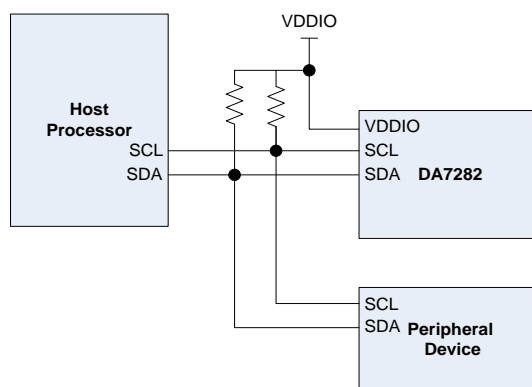 VDDIO
Host
Processor
SCL
SDA
VDDIO
SCL
SDA
DA7282
SCL
SDA
Peripheral
Device